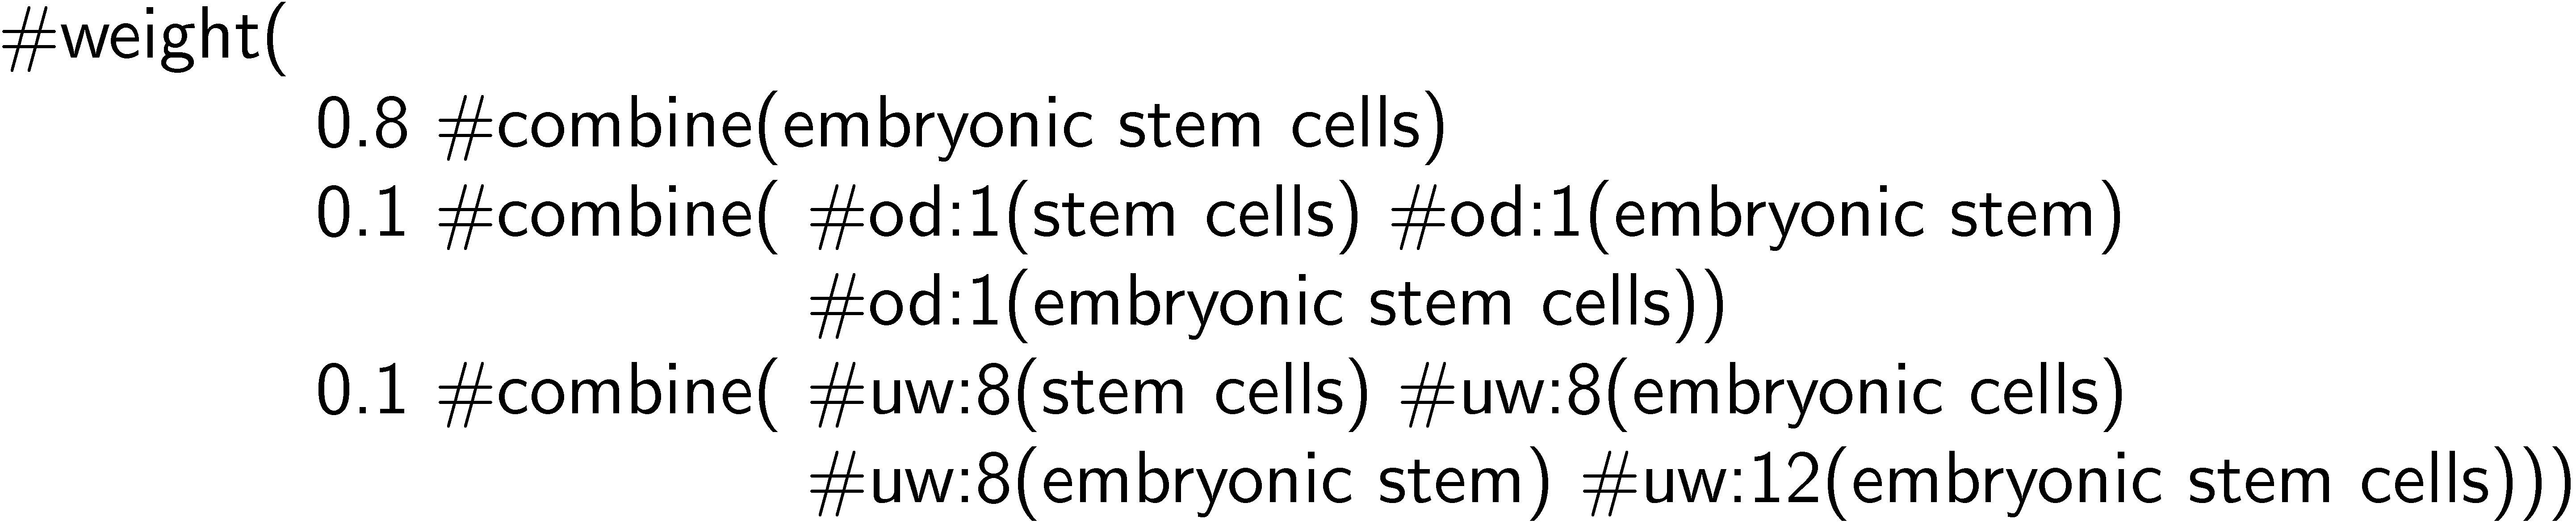 #weight(
0.8 #combine(embryonic stem cells)
0.1 #combine( #od:1(stem cells) #od:1(embryonic stem)
#od:1(embryonic stem cells))
0.1 #combine( #uw:8(stem cells) #uw:8(embryonic cells)
#uw:8(embryonic stem) #uw:12(embryonic stem cells)))